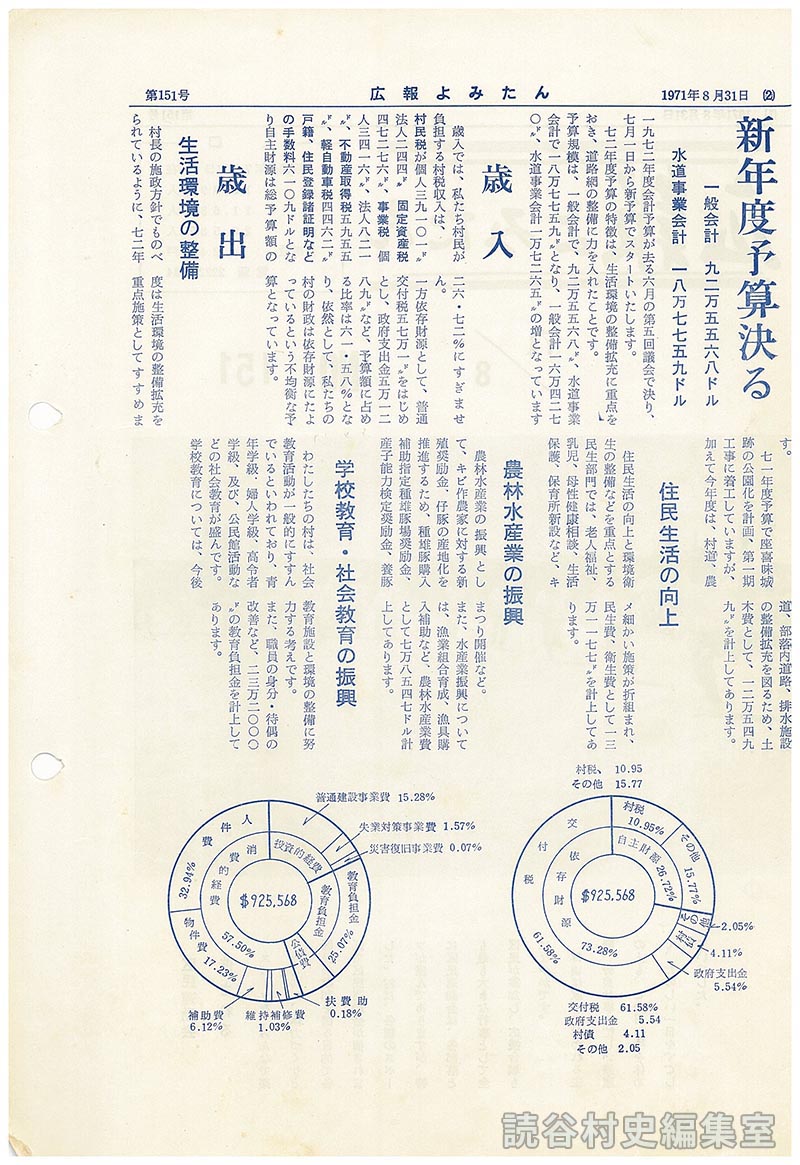 第151号
広報よみたん
1971年8月31日 (2)
新年度予算決る
一般会計 九二万五五六八ドル
水道事業会計 一八万七七五九ドル
一九七二年度会計予算が去る六月の第五回議会で決り、
七月一日から新予算でスタートいたします。
七二年度予算の特徴は、生活環境の整備拡充に重点を
おき、道路網の整備に力を入れたことです。
予算規模は、一般会計で、九二万五五六八㌦、水道事業
会計で一八万七七五九㌦となり、一般会計一六万四二七
〇㌦、水道事業会計一万七二六五㌦の増となっています
歳入
歳入では、私たち村民が
負担する村税収入は、
村民税が個人三九一〇一㌦
法人二四四㌦ 固定資産税
四七二七六㌦、事業税 個
人三四一六㌦、法人八二一
㌦、不動産取得税五九五五
㌦、軽自動車税四四六二㌦
戸籍、住民登録諸証明など
の手数料六一〇九ドルとな
り自主財源は総予算額の
二六・七二%にすぎませ
ん。
一方依存財源として、普通
交付税五七万一㌦をはじめ
とし、政府支出金五万一二
八九㌦など、予算額に占め
る比率は六一・五八%とな
り、依然として、私たちの
村の財政は依存財源にたよ
っているという不均衡な予
算となっています。
歳出
生活環境の整備
村長の施政方針でものべ
られているように、七二年
度は生活環境の整備拡充を
重点施策としてすすめま
す。
七一年度予算で座喜味城
跡の公園化を計画、第一期
工事に着工していますが、
加えて今年度は、村道、農
道、部落内道路、排水施設
の整備拡充を図るため、土
木費として、一二万五四九
九㌦を計上してあります。
住民生活の向上
住民生活の向上と環境衛
生の整備などを重点とする
民生部門では、老人福祉、
乳児、母性健康相談、生活
保護、保育所新設など、キ
メ細かい施策が折組まれ、
民生費、衛生費として一三
万一一七七㌦を計上してあ
ります。
農林水産業の振興
農林水産業の振興とし
て、キビ作農家に対する新
殖奨励金、仔豚の産地化を
推進するため、種雄豚購入
補助指定種雄豚場奨励金、
産子能力検定奨励金、養豚
まつり開催など。
また、水産業振興について
は、漁業組合育成、漁具購
入補助など、農林水産業費
として七万八五四七ドル計
上してあります。
学校教育・社会教育の振興
わたしたちの村は、社会
教育活動が一般的にすすん
でいるといわれており、青
年学級、婦人学級、高令者
学級、及び、公民館活動な
どの社会教育が盛んです。
学校教育については、今後
教育施設と環境の整備に努
力する考えです。
また、職員の身分・待偶の
改善など、二三万二〇〇〇
㌦の教育負担金を計上して
あります。
村税、 10.95
その他 15.77
村税
10.95%
その他
15.77%
自主財源
26.72%
その他
2.05%
村債
4.11%
政府支出金
5.54%
交付税
61.58%
依存財源
73.28%
$925,568
交付税 61.58%
政府支出金 5.54
村債 4.11
その他 2.05
普通建設事業費 15.28%
失業対策事業費 1.57%
災害復旧事業費 0.07%
投資的経費
教育負担金
教育負担金
25.07%
公債費
扶助費
0.18%
維持補修費
1.03%
補助費
6.12%
物件費
17.23%
人件費
32.94%
消費的経費
57.50%
$925,568
読谷村史編集室